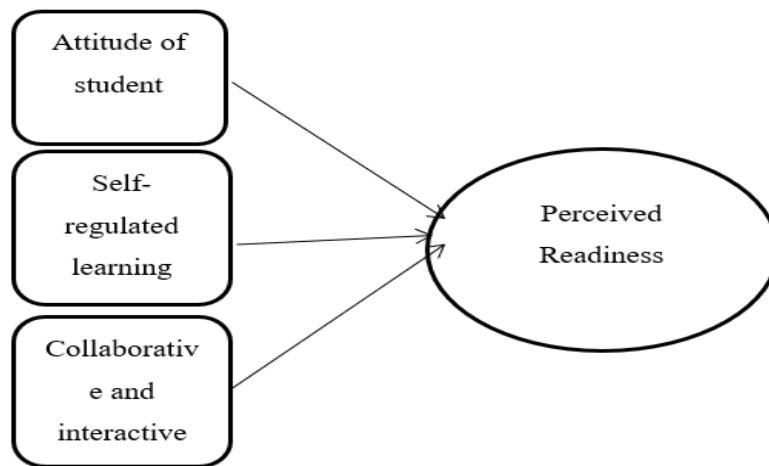 Attitude of
student
Self-
regulated
learning
Collaborativ
e and
interactive
Perceived
Readiness